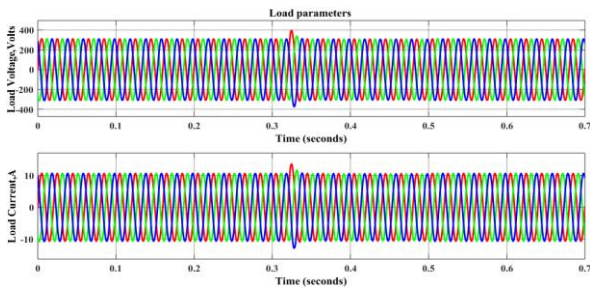 Load parameters
Load Voltage,Volts
400
200
0
-200
-400
0 0.1 0.2 0.3 0.4 0.5 0.6 0.7
Time (seconds)
Load Current,A
10
0
-10
0 0.1 0.2 0.3 0.4 0.5 0.6 0.7
Time (seconds)